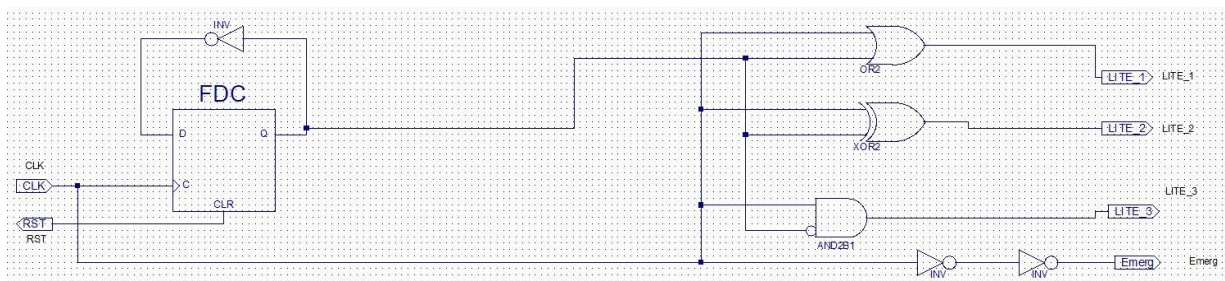 INV
FDC
D
Q
C
CLR
CLK
CLK
RST
RST
OR2
LITE_1
LITE_1
XOR2
LITE_2
LITE_2
LITE_3
LITE_3
AND2B1
INV
INV
Emerg
Emerg